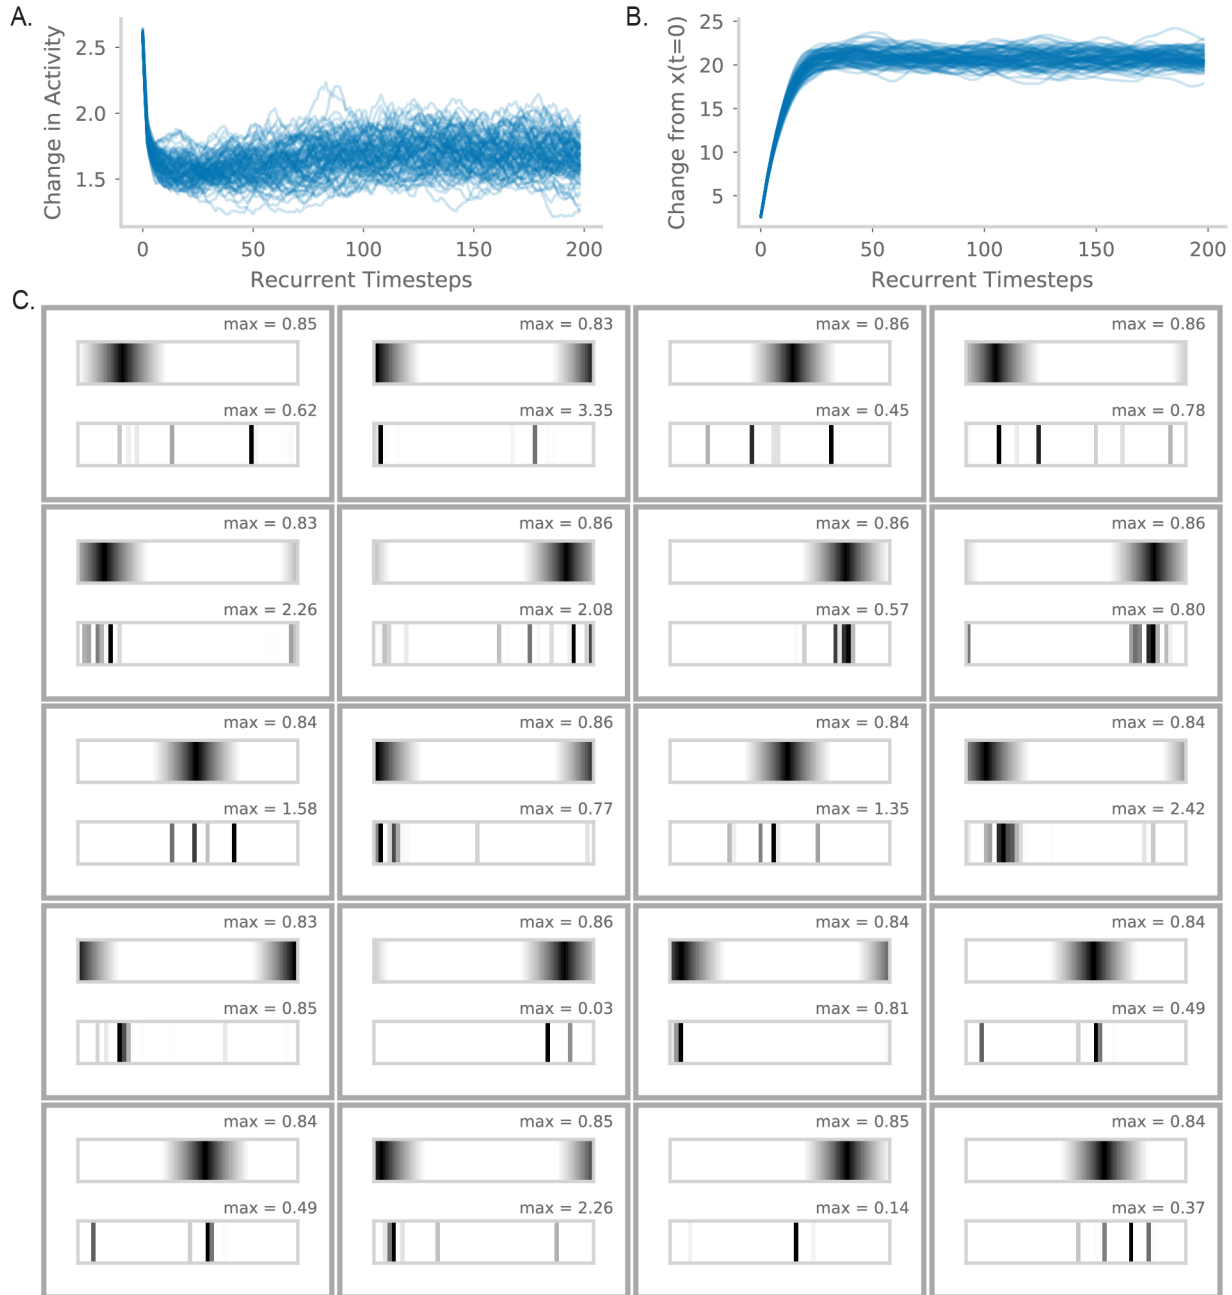 A.
Change in Activity
2.5
2.0
1.5
0
50
100
150
200
Recurrent Timesteps
B.
Change from x(t=0)
25
20
15
10
5
0
50
100
150
200
Recurrent Timesteps
C.
max = 0.85
max = 0.62
max = 0.83
max = 3.35
max = 0.86
max = 0.45
max = 0.86
max = 0.78
max = 0.83
max = 2.26
max = 0.86
max = 2.08
max = 0.86
max = 0.57
max = 0.86
max = 0.80
max = 0.84
max = 1.58
max = 0.86
max = 0.77
max = 0.84
max = 1.35
max = 0.84
max = 2.42
max = 0.83
max = 0.85
max = 0.86
max = 0.03
max = 0.84
max = 0.81
max = 0.84
max = 0.49
max = 0.84
max = 0.49
max = 0.85
max = 2.26
max = 0.85
max = 0.14
max = 0.84
max = 0.37